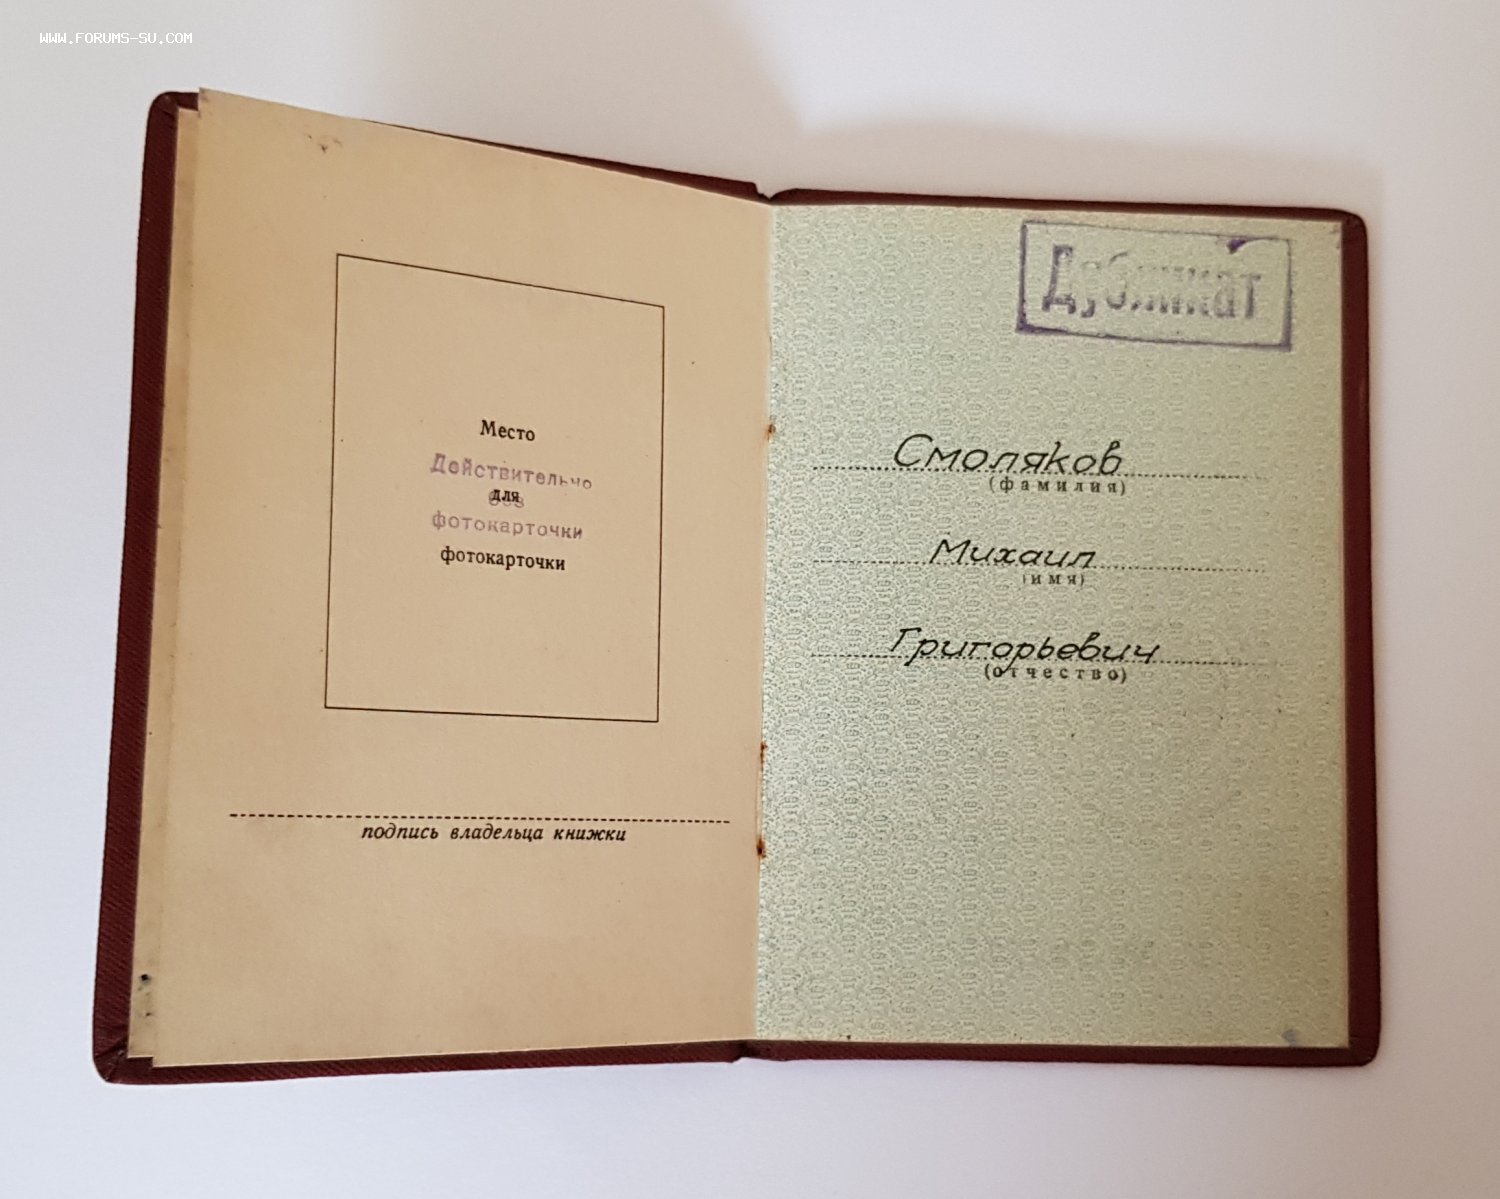 WWW.FORUMS-SU.COM
Место
Действительно
для
без
фотокарточки
фотокарточки
подпись владельца книжки
Дубликат
Смоляков
(фамилия)
Михаил
(имя)
Григорьевич
(отчество)